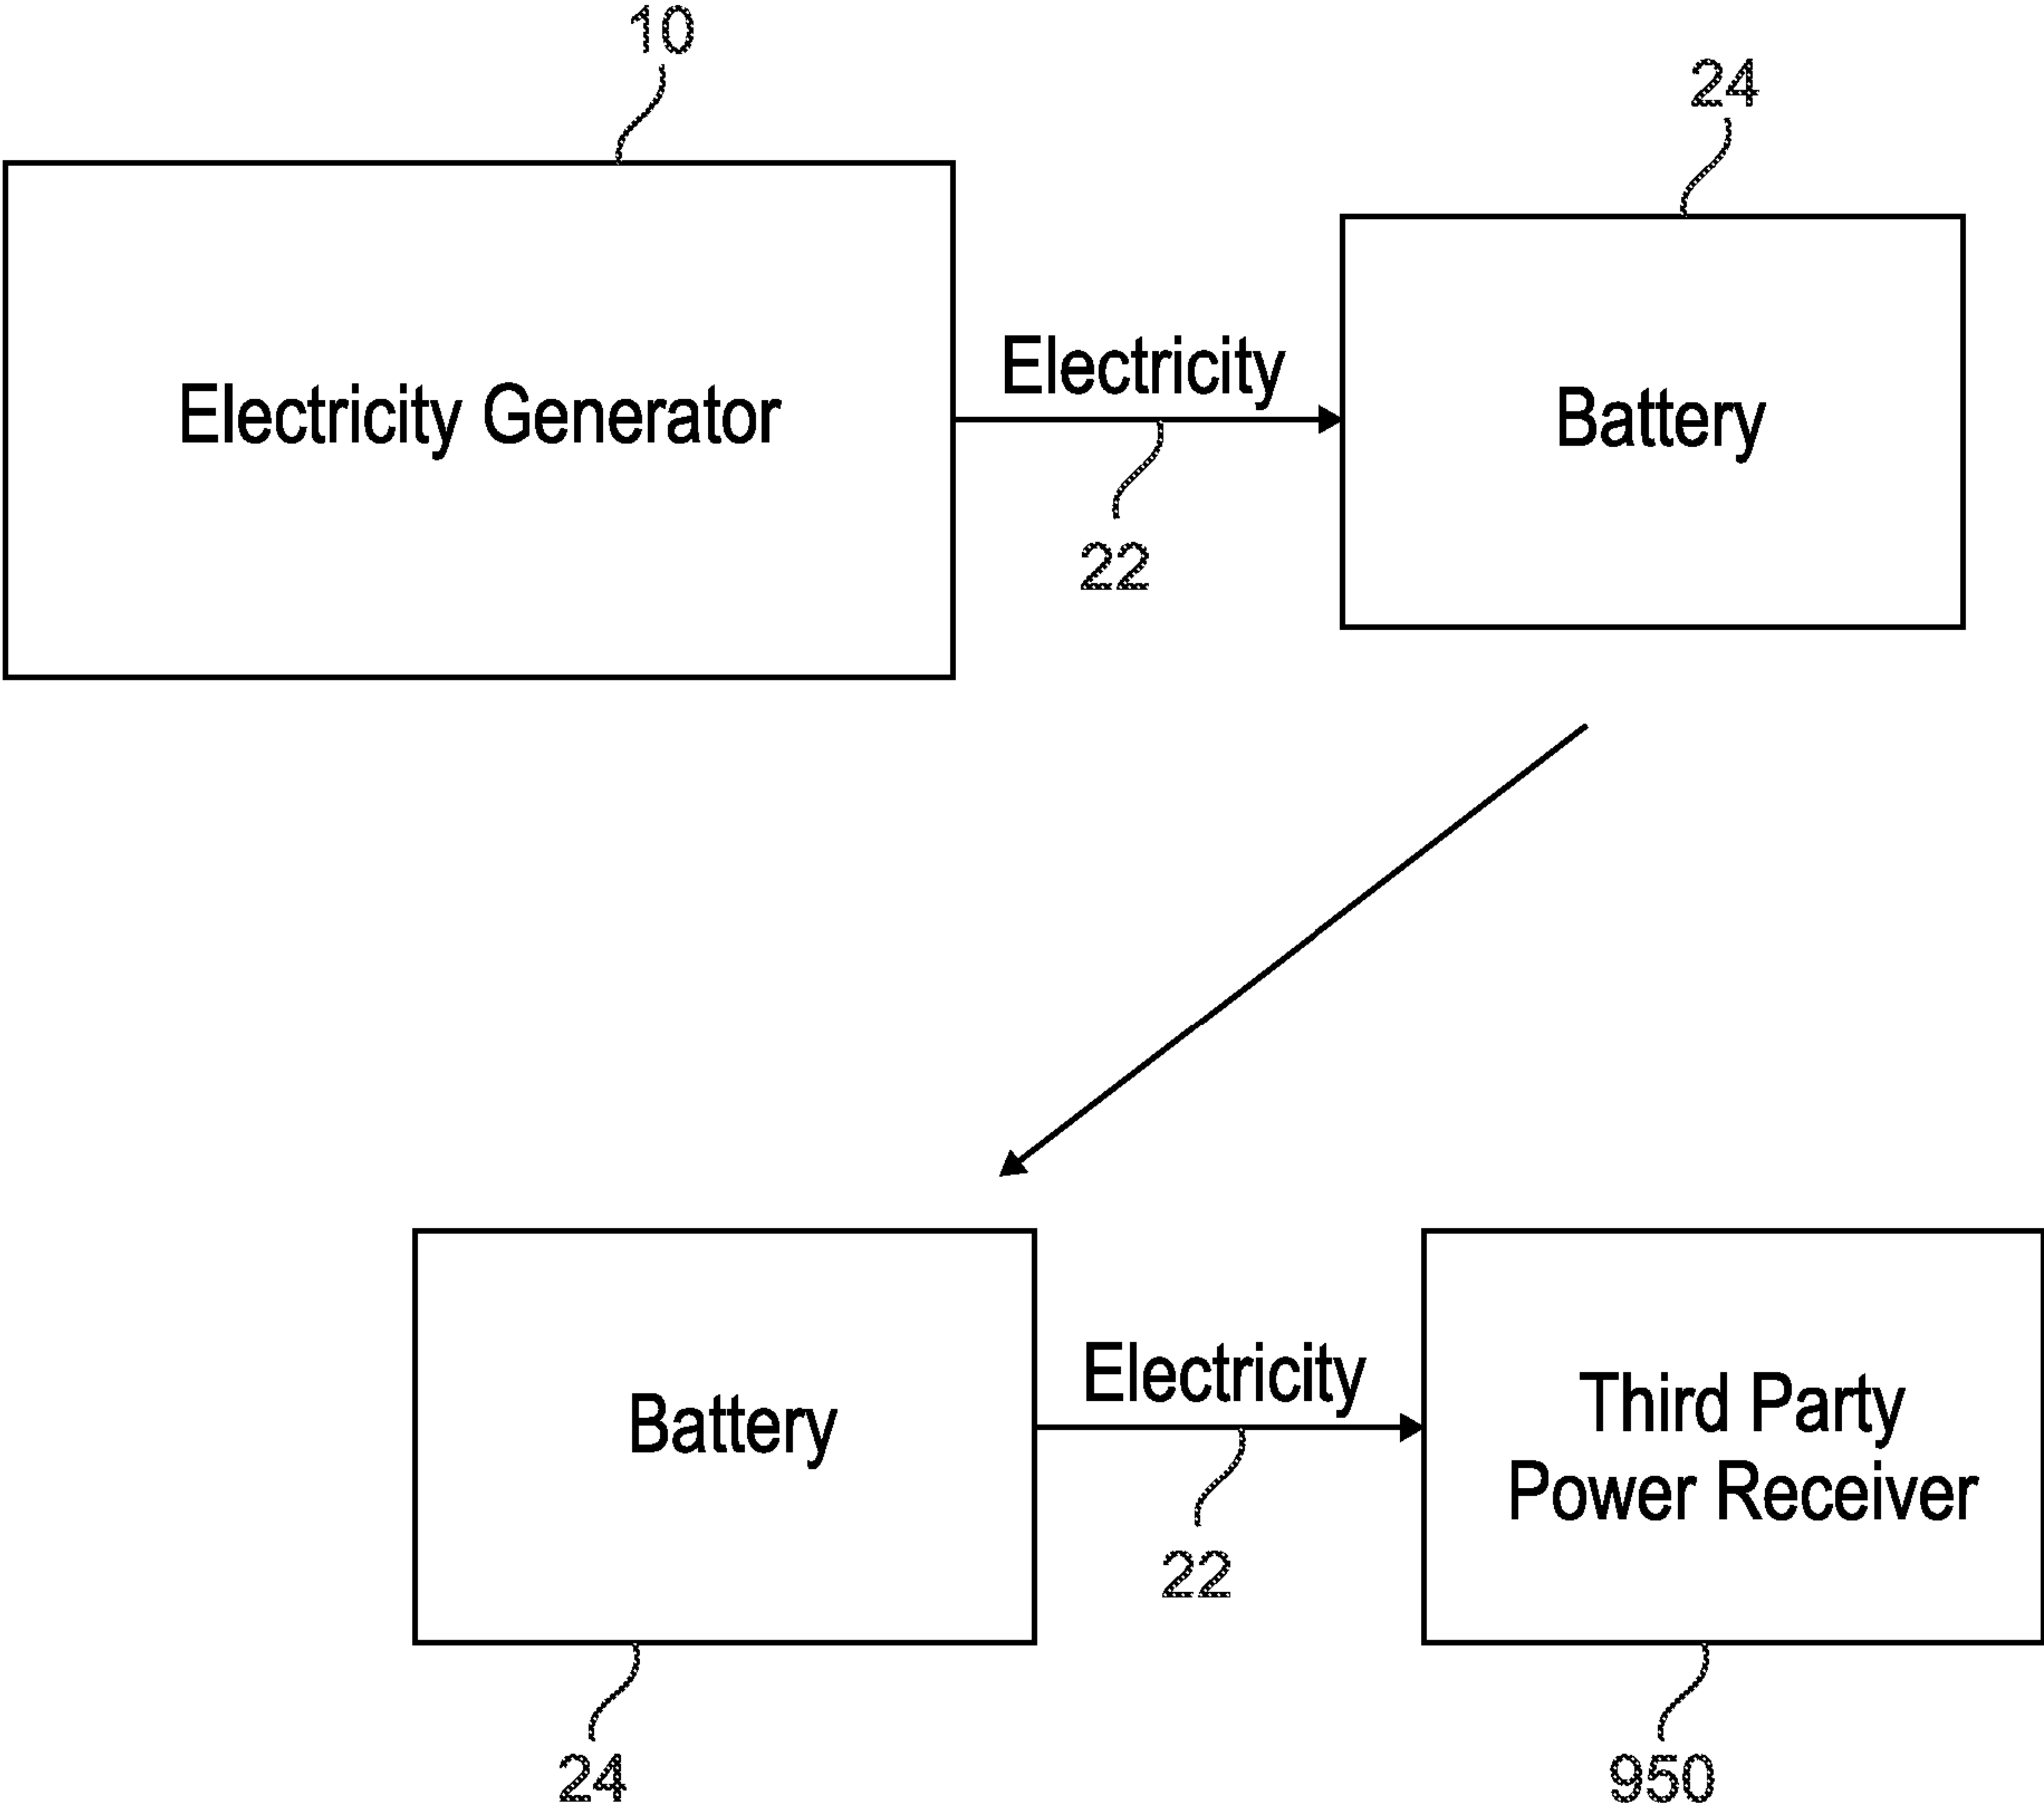 10
24
Electricity Generator
Electricity
Battery
22
Battery
Electricity
Third Party
Power Receiver
22
24
950